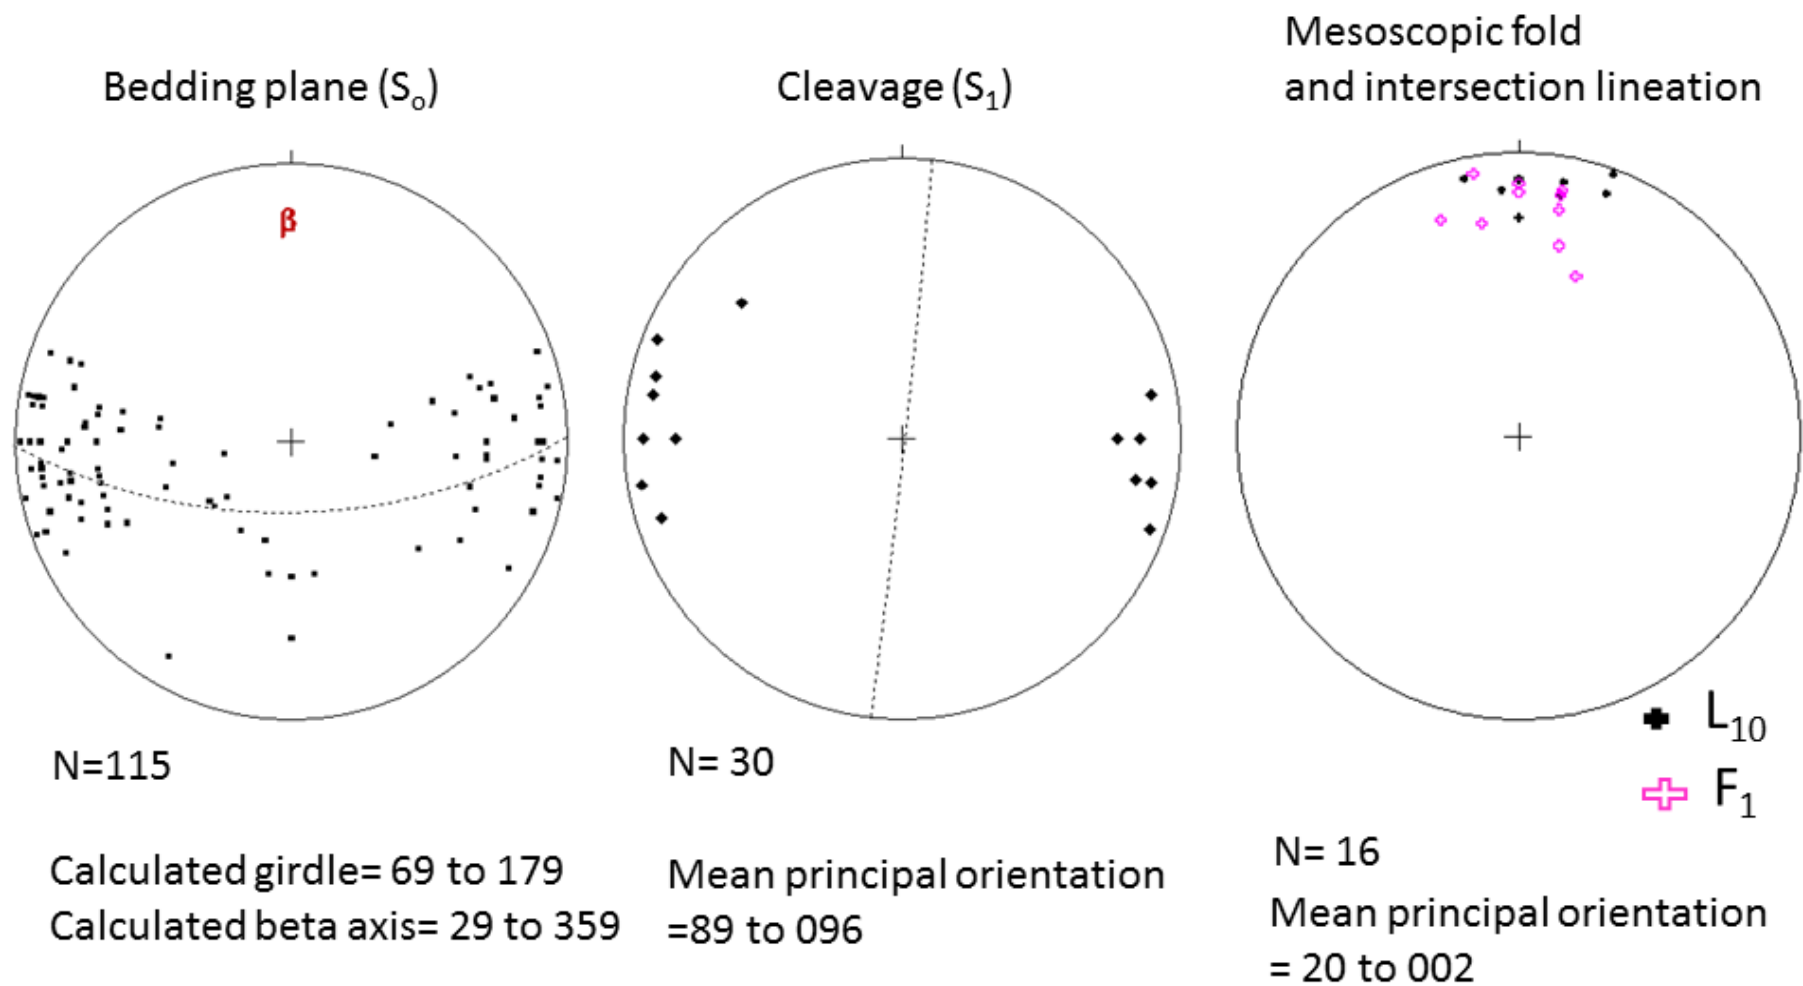 Bedding plane (So)
β
N=115
Calculated girdle= 69 to 179
Calculated beta axis= 29 to 359
Cleavage (S1)
N= 30
Mean principal orientation
=89 to 096
Mesoscopic fold
and intersection lineation
L10
F1
N= 16
Mean principal orientation
= 20 to 002